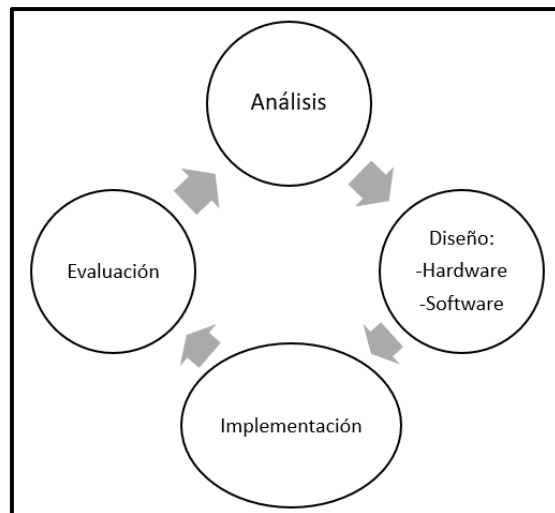 Análisis
Diseño:
-Hardware
-Software
Implementación
Evaluación